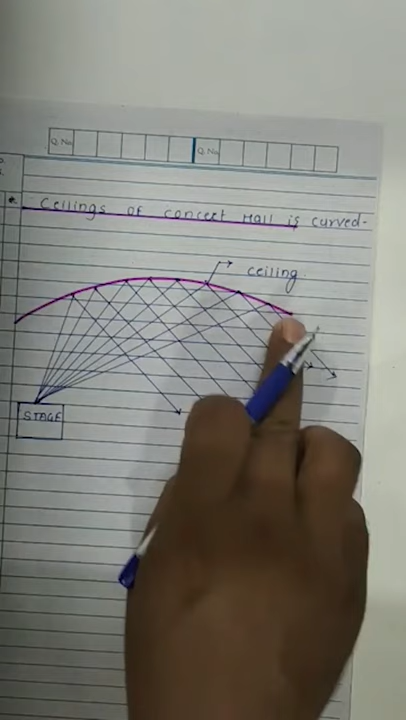 Q. No. Q. No.
Ceilings of concert Hall is curved-
ceiling.
STAGE